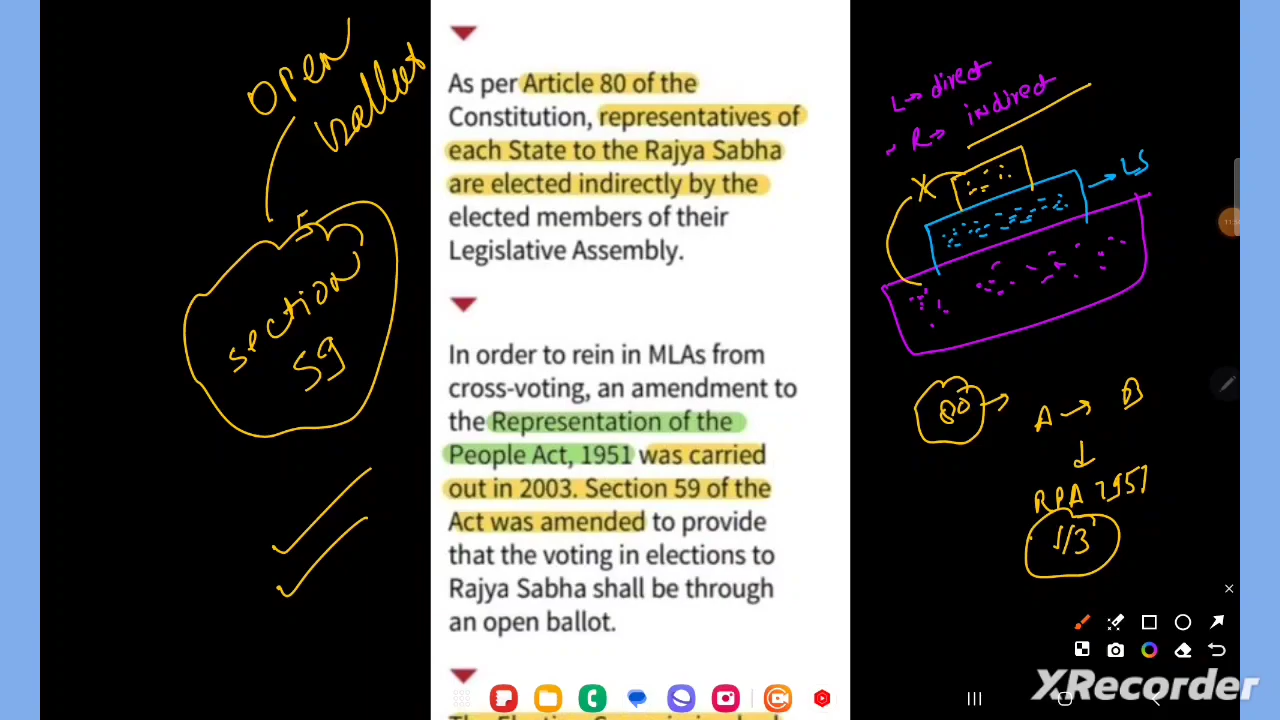 open
ballot
section
59
As per Article 80 of the
Constitution, representatives of
each State to the Rajya Sabha
are elected indirectly by the
elected members of their
Legislative Assembly.
In order to rein in MLAs from
cross-voting, an amendment to
the Representation of the
People Act, 1951 was carried
out in 2003. Section 59 of the
Act was amended to provide
that the voting in elections to
Rajya Sabha shall be through
an open ballot.
L→ direct
R→ indirect
X
→ LS
80 →
A → B
↓
RPA 1951
1/3
XRecorder